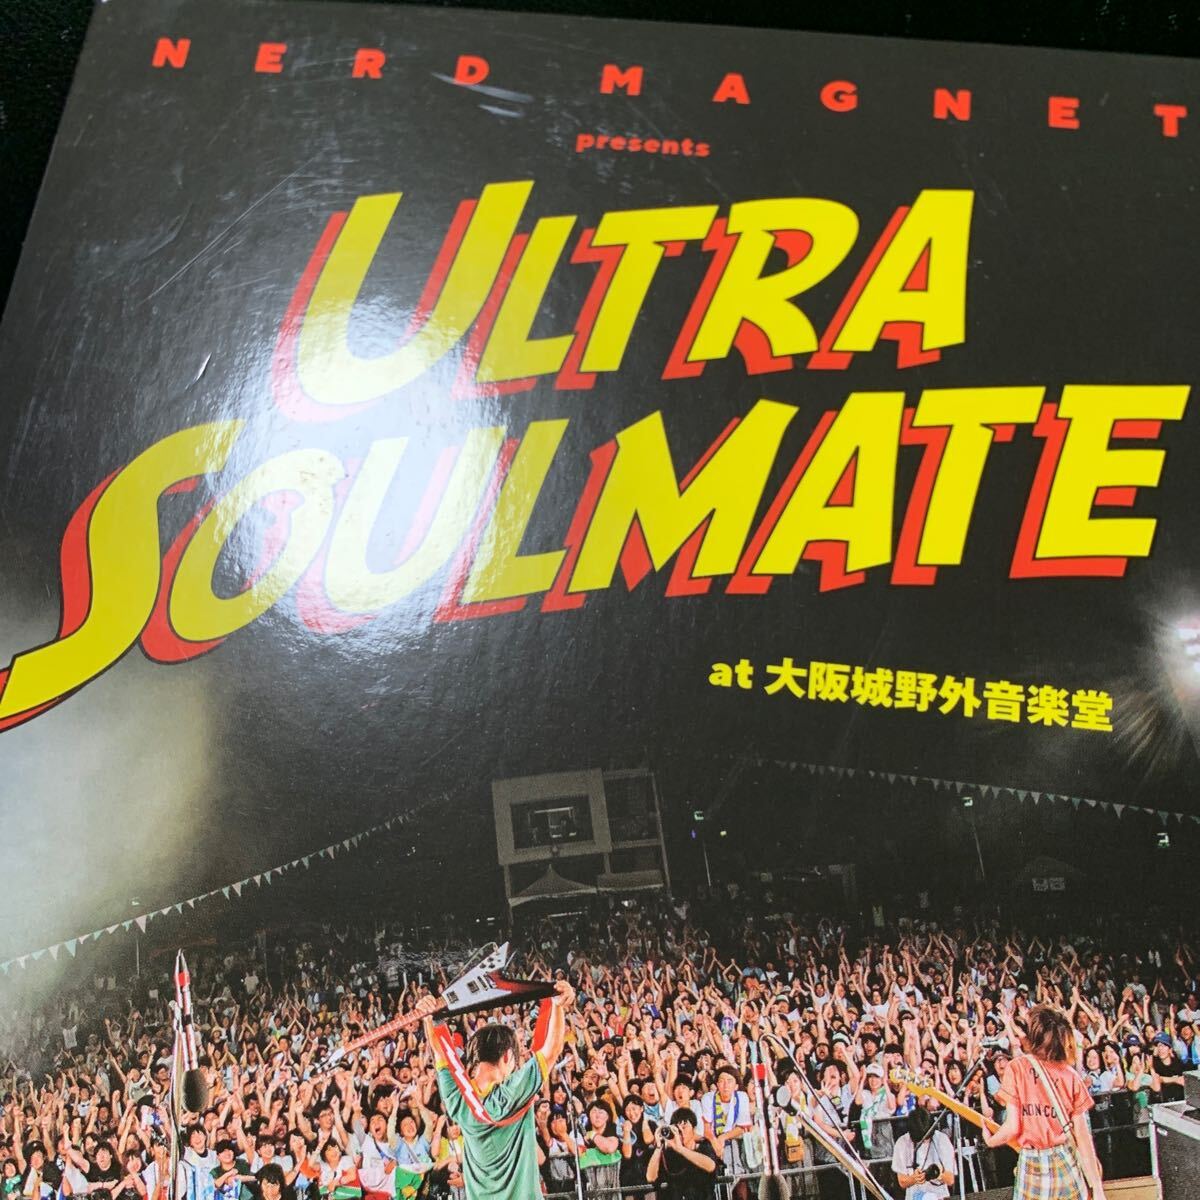 NERD MAGNET
presents
ULTRA
SOULMATE
at 大阪城野外音楽堂